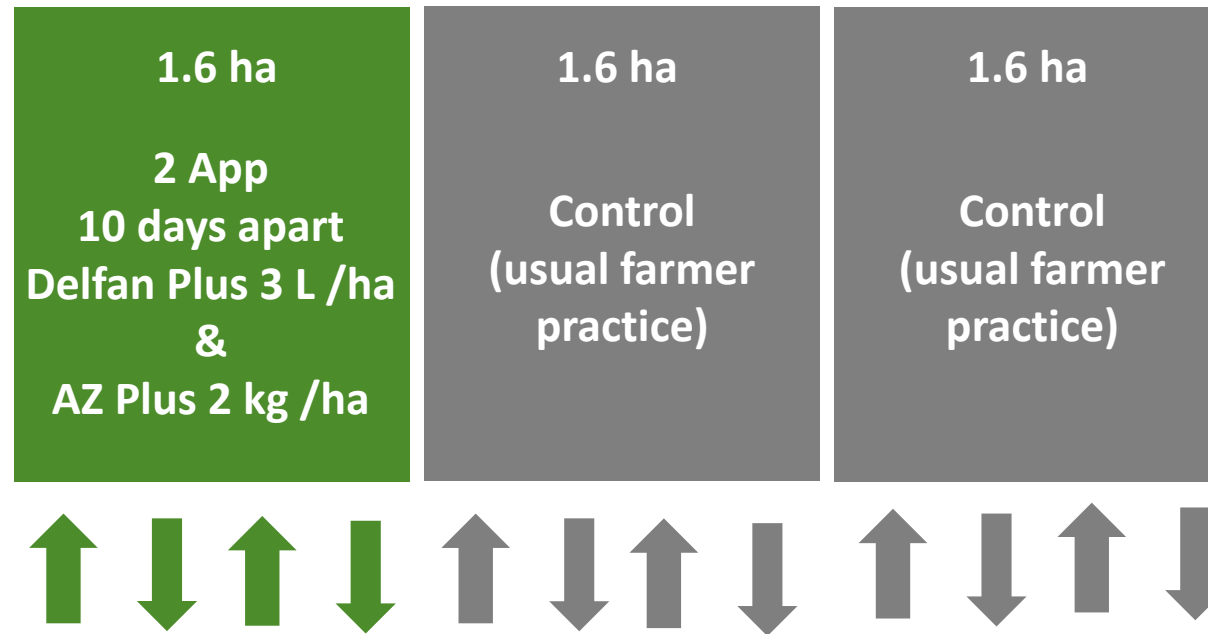 1.6 ha
2 App
10 days apart
Delfan Plus 3 L /ha
&
AZ Plus 2 kg /ha
1.6 ha
Control
(usual farmer
practice)
1.6 ha
Control
(usual farmer
practice)